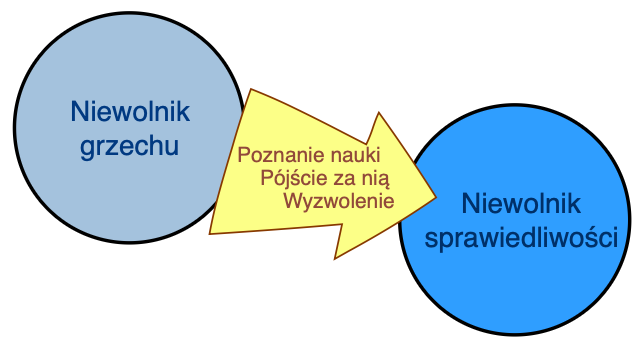 Niewolnik
grzechu
Poznanie nauki
Pójście za nią
Wyzwolenie
Niewolnik
sprawiedliwości